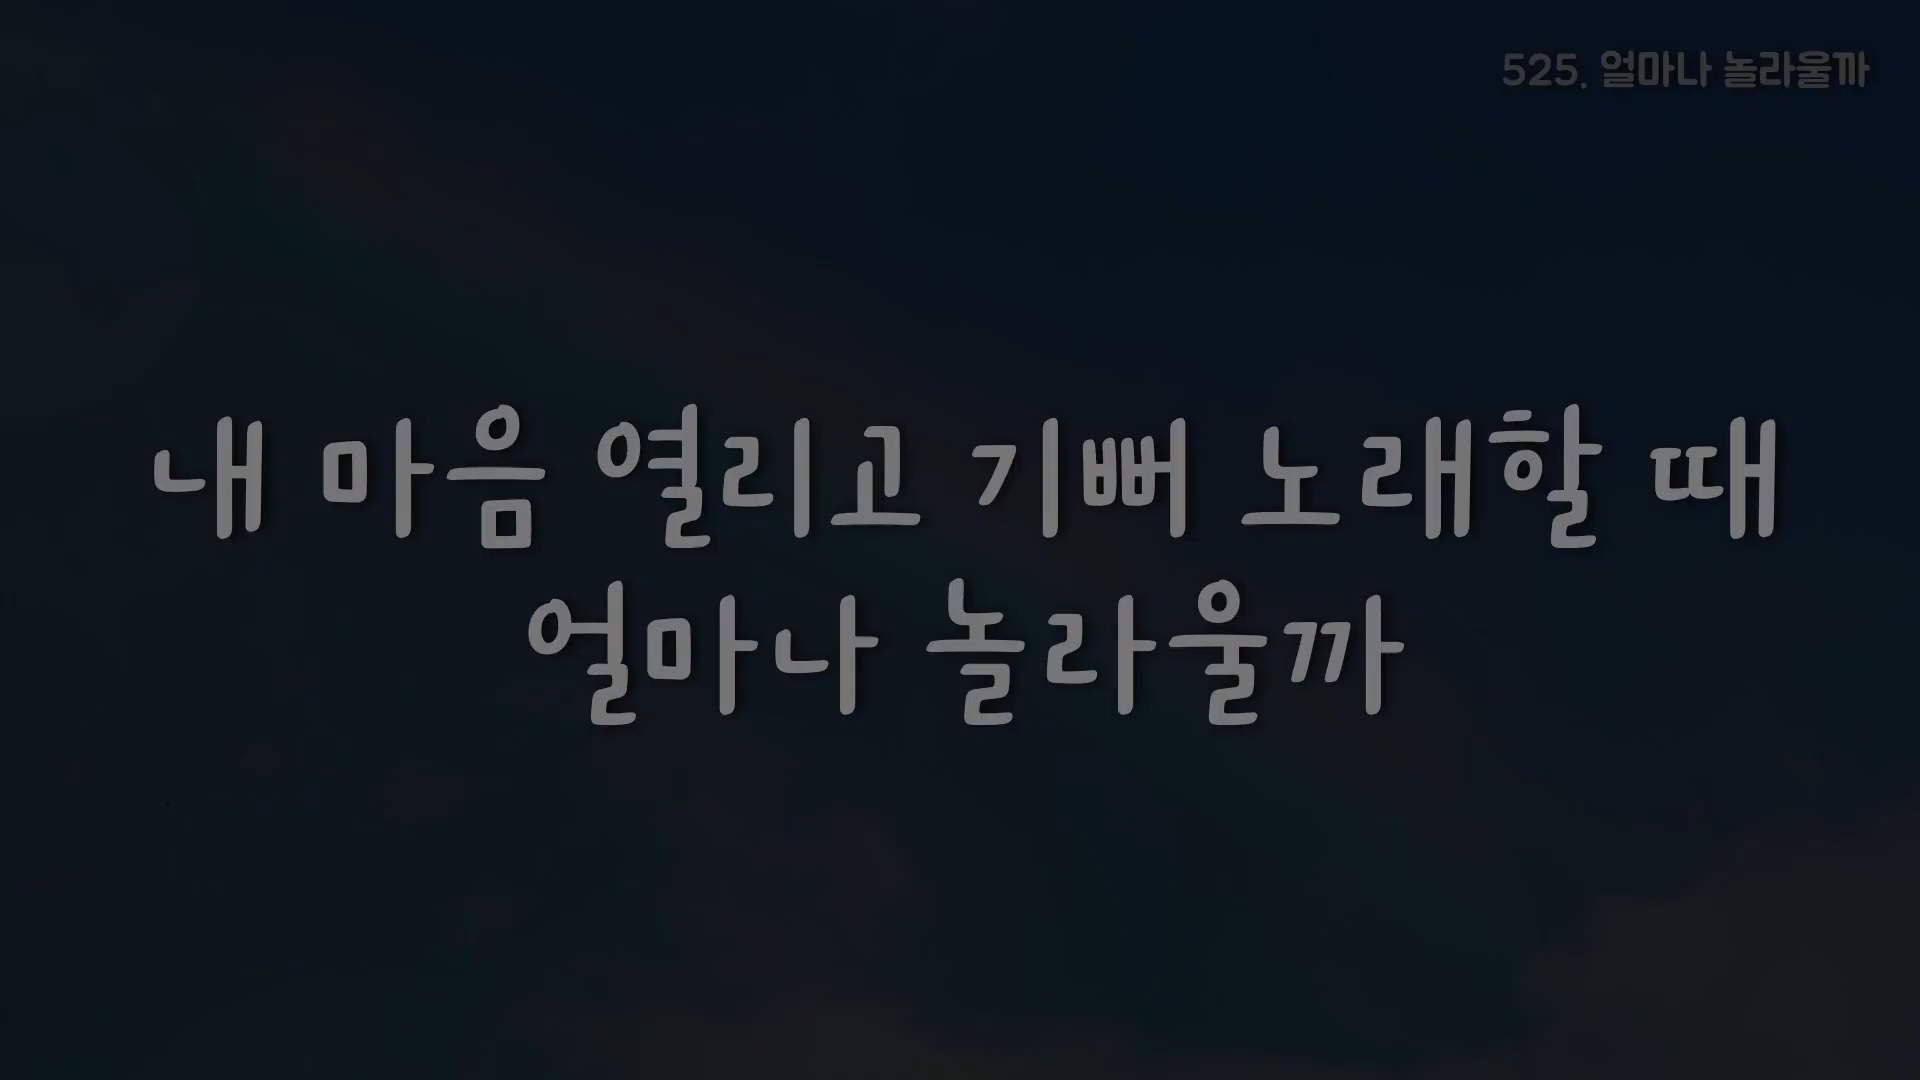 525. 얼마나 놀라울까
내 마음 열리고 기뻐 노래할 때
얼마나 놀라울까